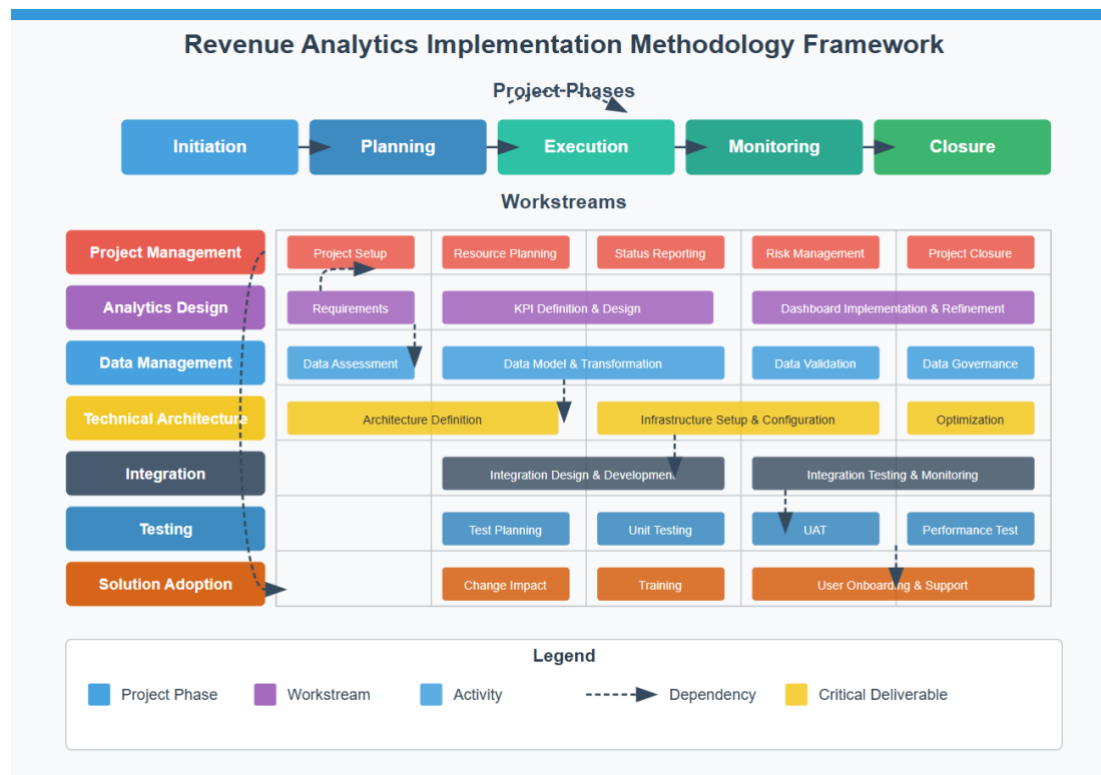 Revenue Analytics Implementation Methodology Framework
Project Phases
Initiation
Planning
Execution
Monitoring
Closure
Workstreams
Project Management
Project Setup
Resource Planning
Status Reporting
Risk Management
Project Closure
Analytics Design
Requirements
KPI Definition & Design
Dashboard Implementation & Refinement
Data Management
Data Assessment
Data Model & Transformation
Data Validation
Data Governance
Technical Architecture
Architecture Definition
Infrastructure Setup & Configuration
Optimization
Integration
Integration Design & Development
Integration Testing & Monitoring
Testing
Test Planning
Unit Testing
UAT
Performance Test
Solution Adoption
Change Impact
Training
User Onboarding & Support
Legend
Project Phase
Workstream
Activity
Dependency
Critical Deliverable